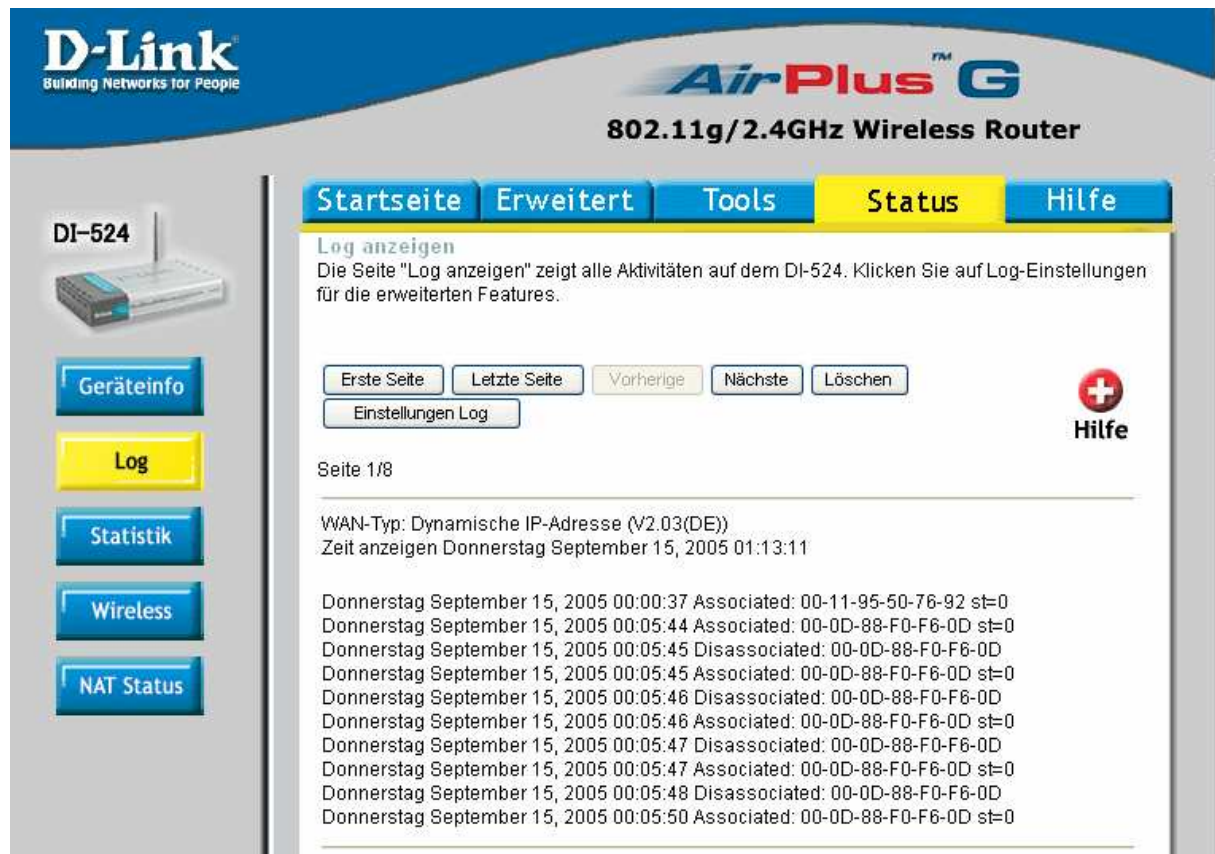 D-Link
Building Networks for People
AirPlus™ G
802.11g/2.4GHz Wireless Router
DI-524
Geräteinfo
Log
Statistik
Wireless
NAT Status
Startseite Erweitert Tools Status Hilfe
Log anzeigen
Die Seite "Log anzeigen" zeigt alle Aktivitäten auf dem DI-524. Klicken Sie auf Log-Einstellungen
für die erweiterten Features.
Erste Seite Letzte Seite Vorherige Nächste Löschen
Einstellungen Log
Hilfe
Seite 1/8
WAN-Typ: Dynamische IP-Adresse (V2.03(DE))
Zeit anzeigen Donnerstag September 15, 2005 01:13:11
Donnerstag September 15, 2005 00:00:37 Associated: 00-11-95-50-76-92 st=0
Donnerstag September 15, 2005 00:05:44 Associated: 00-0D-88-F0-F6-0D st=0
Donnerstag September 15, 2005 00:05:45 Disassociated: 00-0D-88-F0-F6-0D
Donnerstag September 15, 2005 00:05:45 Associated: 00-0D-88-F0-F6-0D st=0
Donnerstag September 15, 2005 00:05:46 Disassociated: 00-0D-88-F0-F6-0D
Donnerstag September 15, 2005 00:05:46 Associated: 00-0D-88-F0-F6-0D st=0
Donnerstag September 15, 2005 00:05:47 Disassociated: 00-0D-88-F0-F6-0D
Donnerstag September 15, 2005 00:05:47 Associated: 00-0D-88-F0-F6-0D st=0
Donnerstag September 15, 2005 00:05:48 Disassociated: 00-0D-88-F0-F6-0D
Donnerstag September 15, 2005 00:05:50 Associated: 00-0D-88-F0-F6-0D st=0